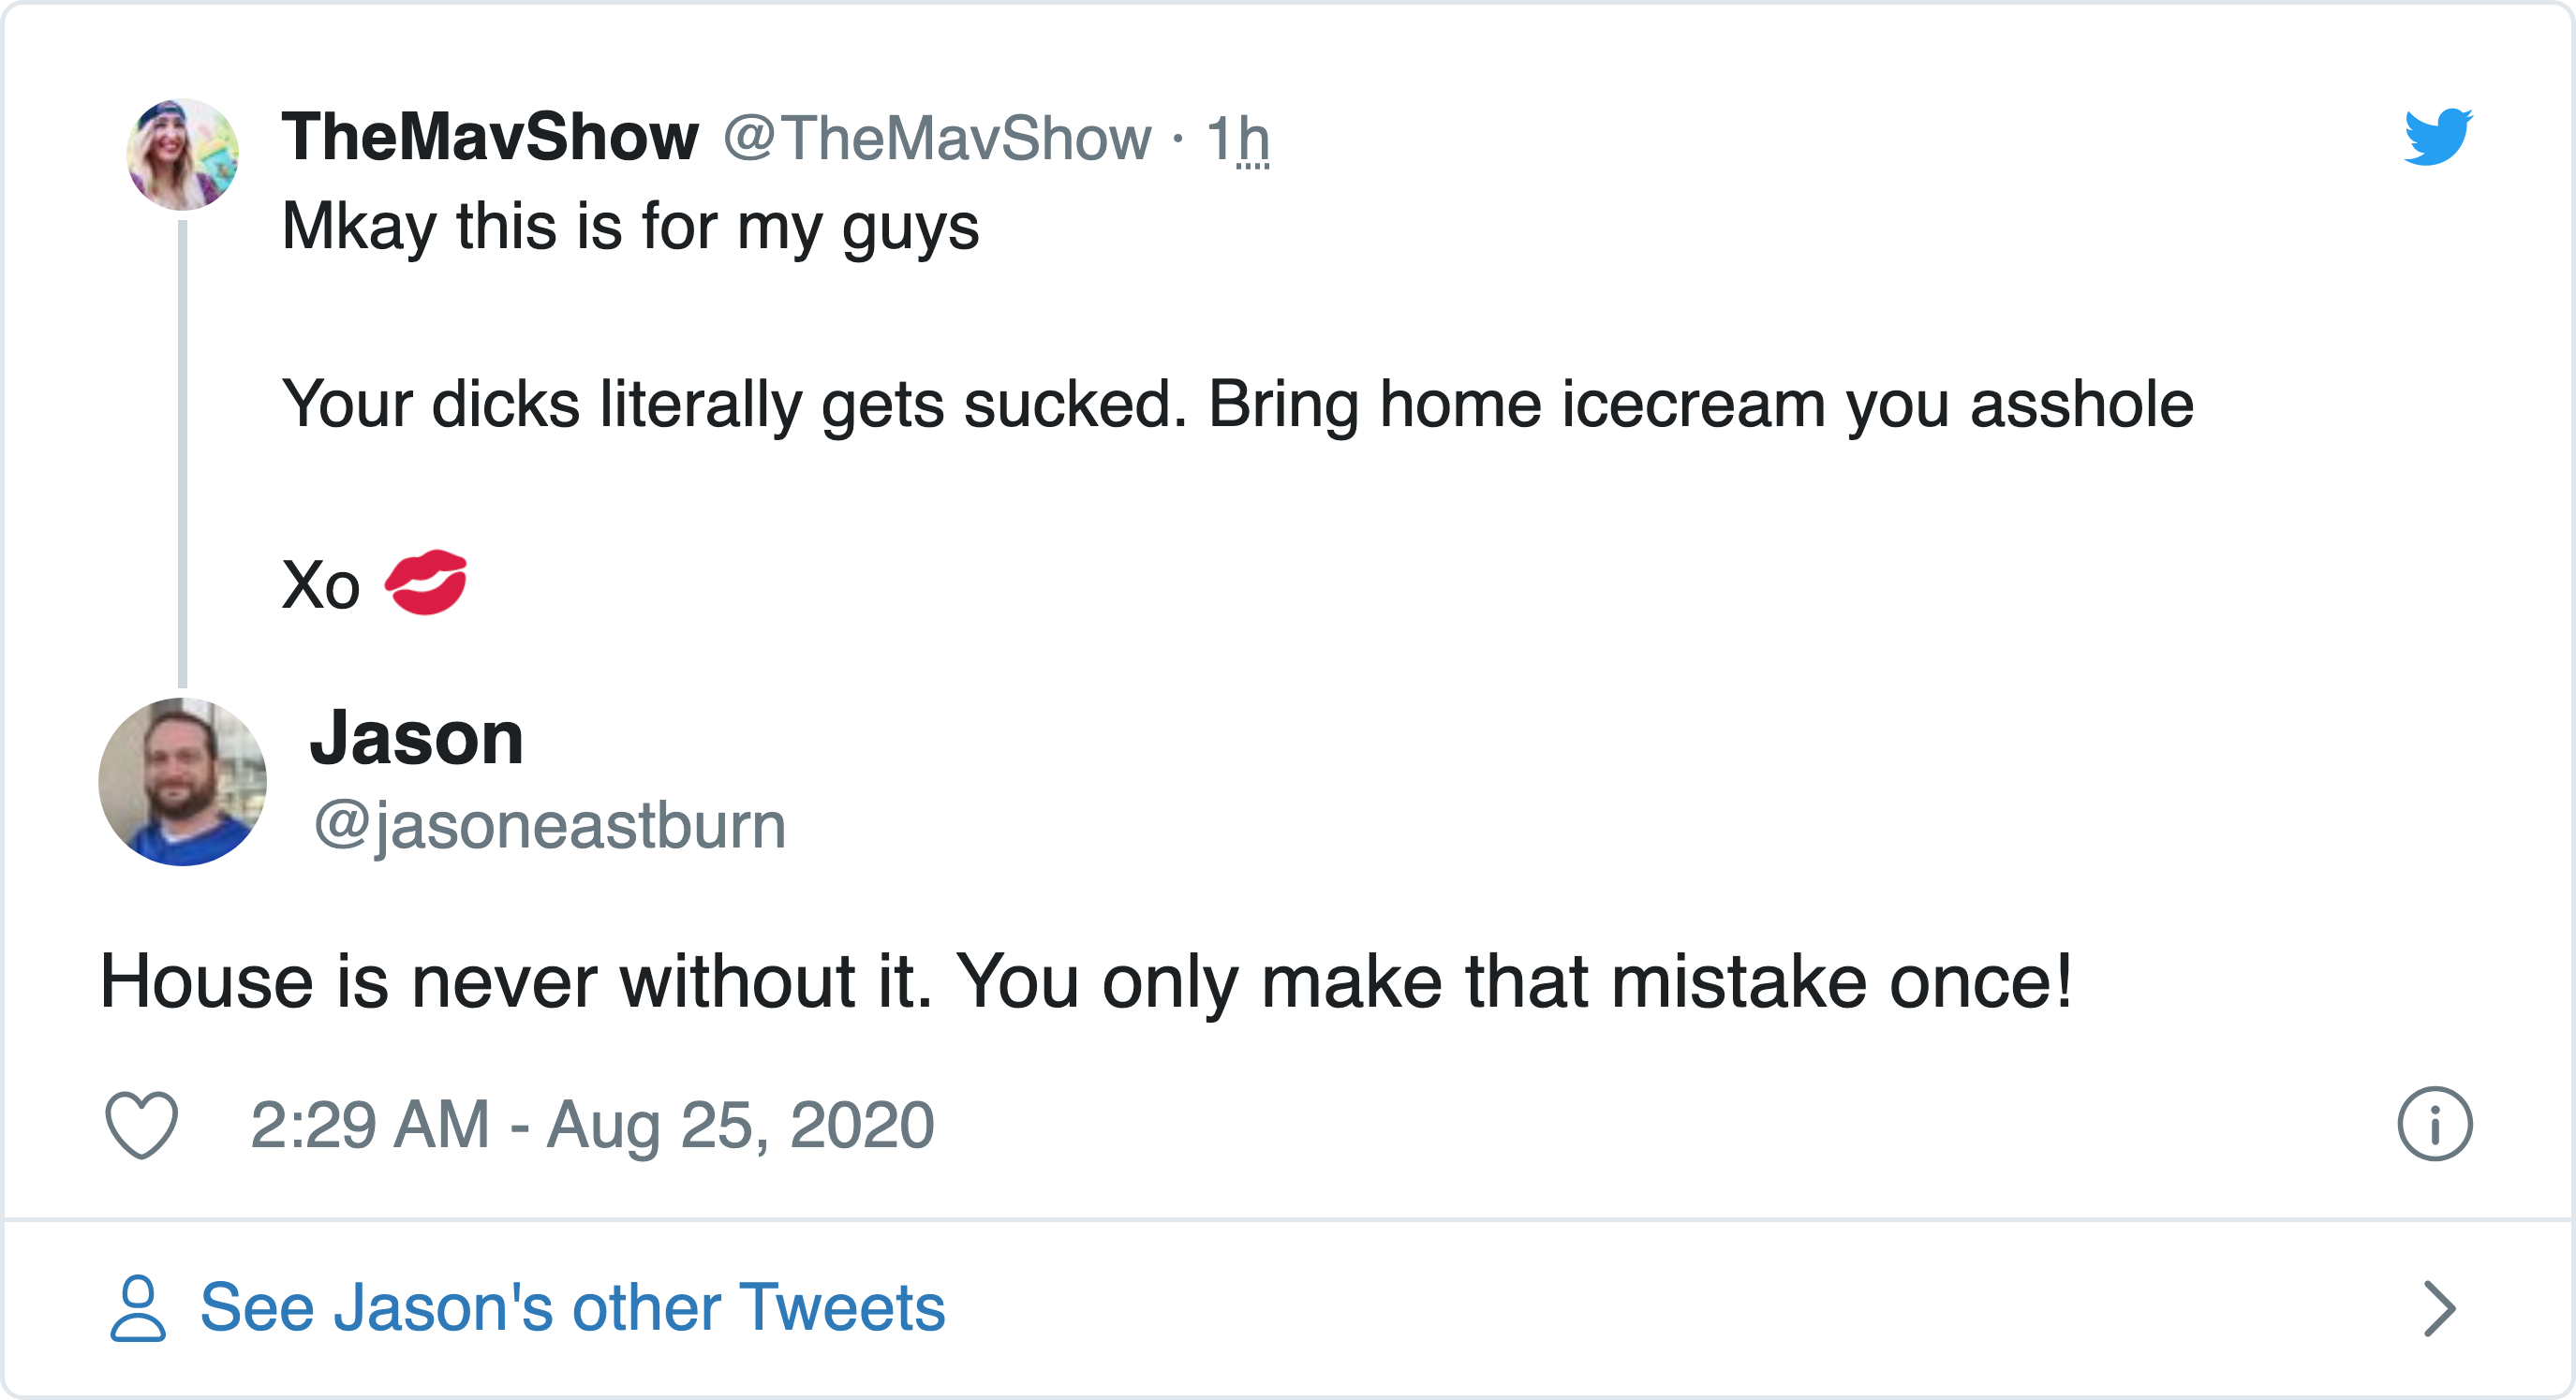 TheMavShow @TheMavShow · 1h
Mkay this is for my guys
Your dicks literally gets sucked. Bring home icecream you asshole
Xo 💋
Jason
@jasoneastburn
House is never without it. You only make that mistake once!
2:29 AM - Aug 25, 2020
See Jason's other Tweets